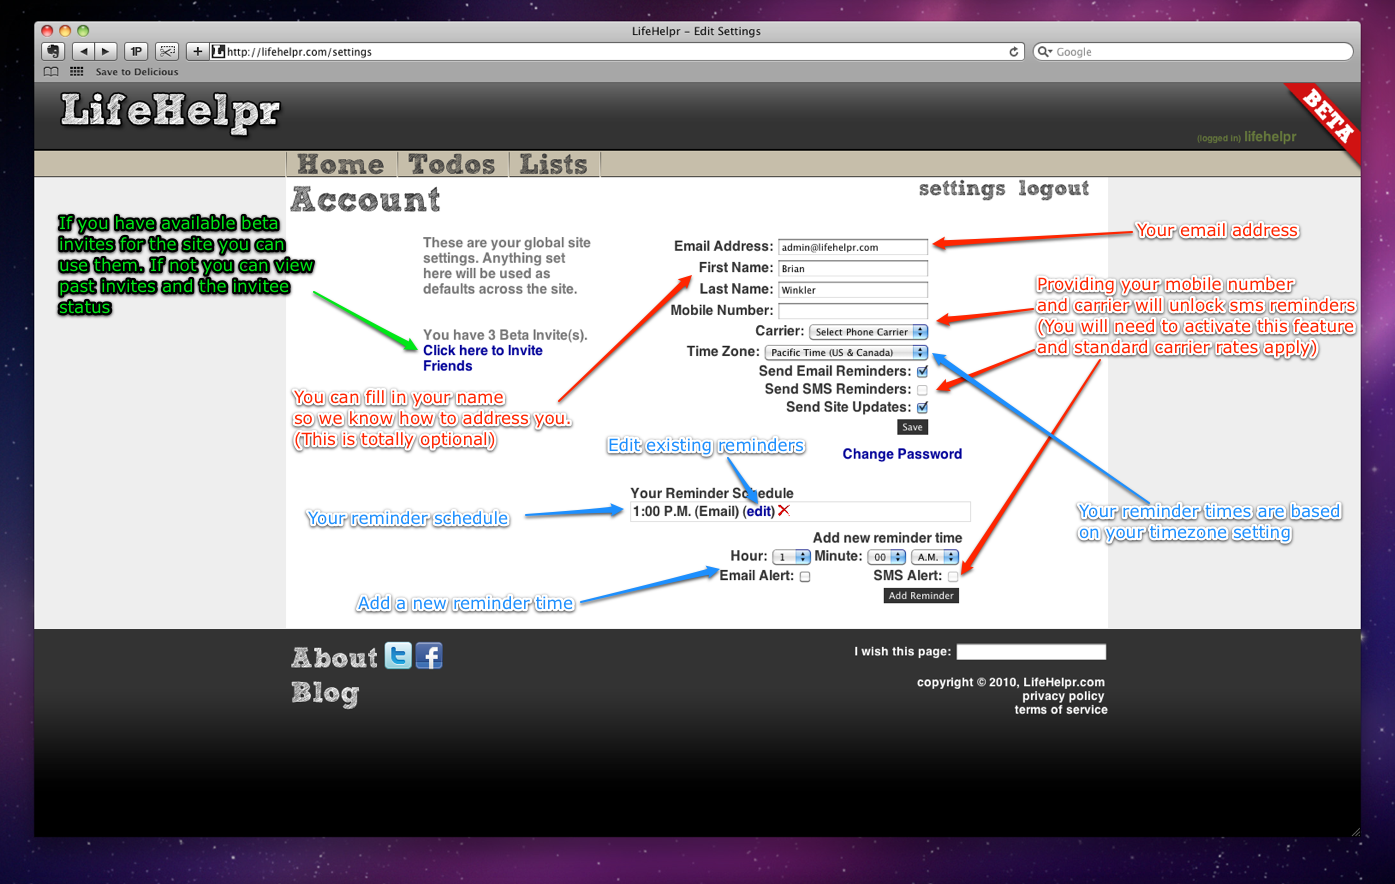 LifeHelpr – Edit Settings
1P
+
L http://lifehelpr.com/settings
Google
Save to Delicious
LifeHelpr
BETA
(logged in) lifehelpr
Home Todos Lists
Account
settings logout
If you have available beta
invites for the site you can
use them. If not you can view
past invites and the invitee
status
These are your global site
settings. Anything set
here will be used as
defaults across the site.
You have 3 Beta Invite(s).
Click here to Invite
Friends
Email Address: admin@lifehelpr.com
First Name: Brian
Last Name: Winkler
Mobile Number:
Carrier: Select Phone Carrier
Time Zone: Pacific Time (US & Canada)
Send Email Reminders:
Send SMS Reminders:
Send Site Updates:
Save
Change Password
Your email address
Providing your mobile number
and carrier will unlock sms reminders
(You will need to activate this feature
and standard carrier rates apply)
You can fill in your name
so we know how to address you.
(This is totally optional)
Edit existing reminders
Your Reminder Schedule
1:00 P.M. (Email) (edit)
Your reminder schedule
Your reminder times are based
on your timezone setting
Add new reminder time
Hour: 1 Minute: 00 A.M.
Email Alert: SMS Alert:
Add Reminder
Add a new reminder time
About t f
Blog
I wish this page:
copyright © 2010, LifeHelpr.com
privacy policy
terms of service